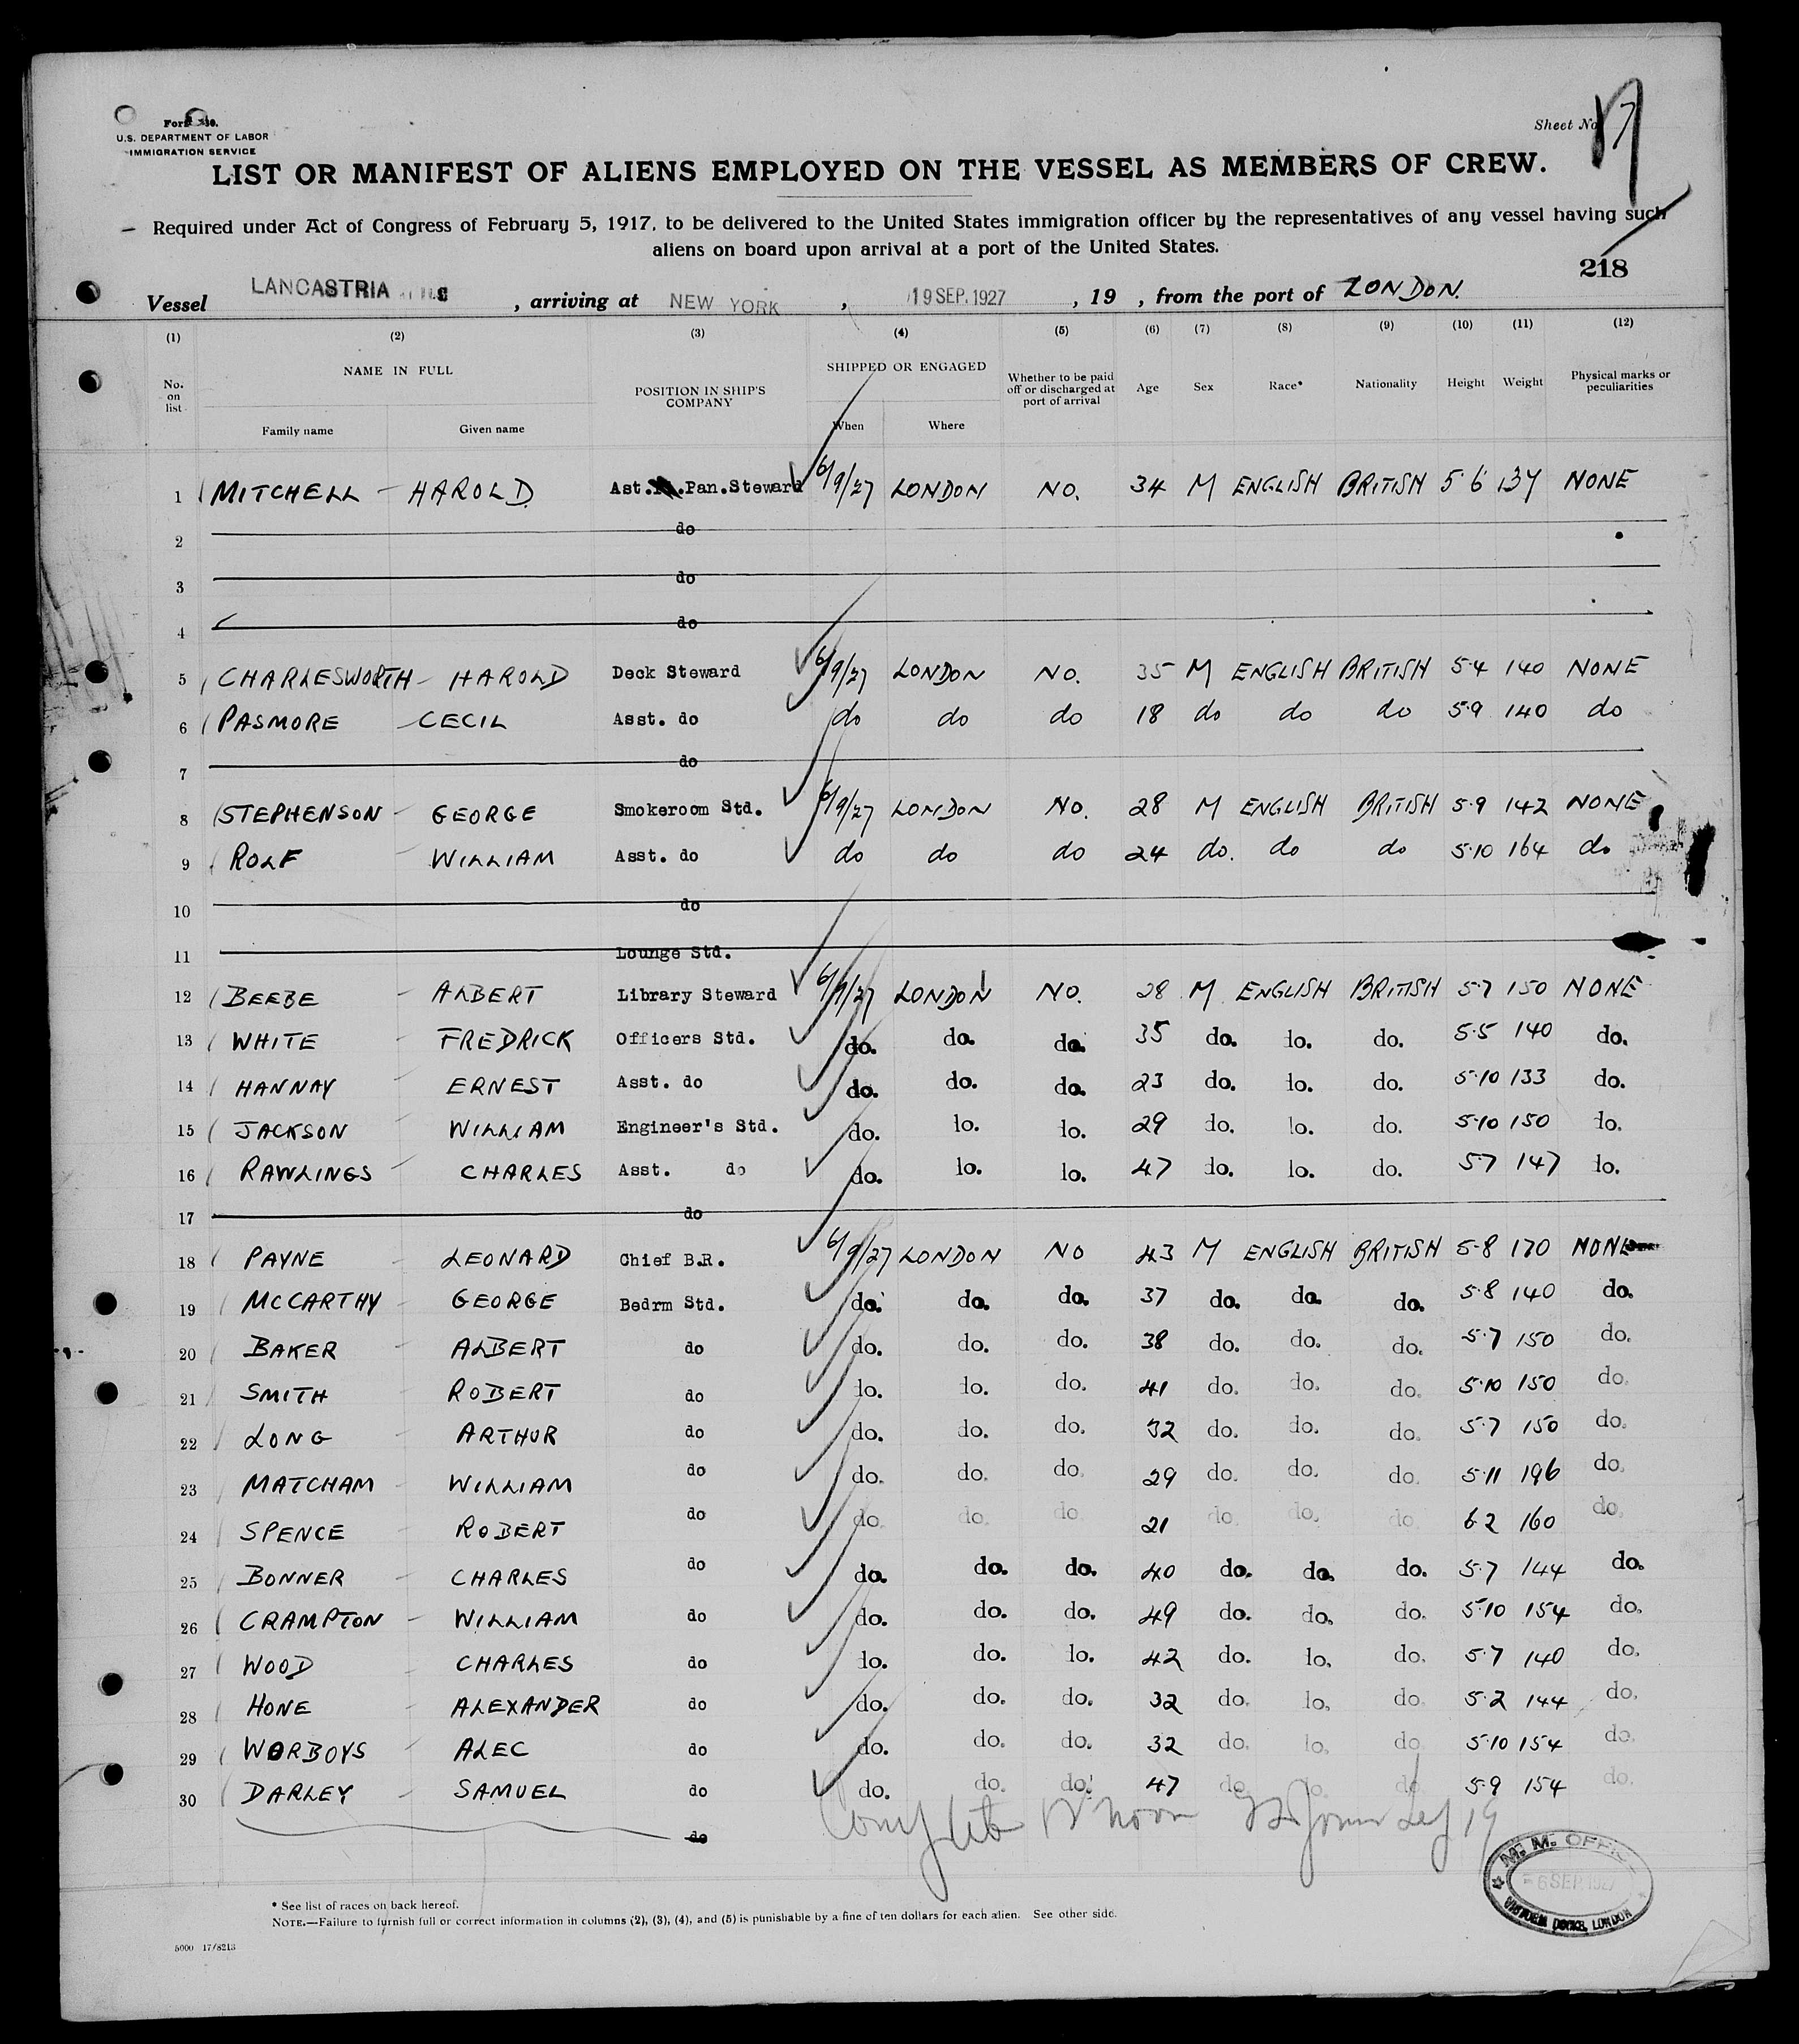 U.S. DEPARTMENT OF LABOR
IMMIGRATION SERVICE
Sheet No. 17
LIST OR MANIFEST OF ALIENS EMPLOYED ON THE VESSEL AS MEMBERS OF CREW.
Required under Act of Congress of February 5, 1917, to be delivered to the United States immigration officer by the representatives of any vessel having such
aliens on board upon arrival at a port of the United States.
218
Vessel LANCASTRIA, arriving at NEW YORK, 19 SEP. 1927, 19 , from the port of LONDON.
(1) (2) (3) (4) (5) (6) (7) (8) (9) (10) (11) (12)
No. on list NAME IN FULL Family name Given name POSITION IN SHIP'S COMPANY SHIPPED OR ENGAGED When Where Whether to be paid off or discharged at port of arrival Age Sex Race* Nationality Height Weight Physical marks or peculiarities
1 MITCHELL - HAROLD Ast. Pan.Steward 6/9/27 LONDON NO. 34 M ENGLISH BRITISH 5 6 137 NONE
2 do
3 do
4 do
5 CHARLESWORTH - HAROLD Deck Steward 6/9/27 LONDON NO. 35 M ENGLISH BRITISH 5.4 140 NONE
6 PASMORE - CECIL Asst. do do do do 18 do do do 5.9 140 do
7 do
8 STEPHENSON - GEORGE Smokeroom Std. 6/9/27 LONDON NO. 28 M ENGLISH BRITISH 5.9 142 NONE
9 ROLF - WILLIAM Asst. do do do do 24 do. do do 5.10 164 do
10 do
11 Lounge Std.
12 BEEBE - ALBERT Library Steward 6/9/27 LONDON NO. 28 M ENGLISH BRITISH 5.7 150 NONE
13 WHITE - FREDRICK Officers Std. do. do. do. 35 do. do. do. 5.5 140 do.
14 HANNAY - ERNEST Asst. do do. do. do. 23 do. do. do. 5.10 133 do.
15 JACKSON - WILLIAM Engineer's Std. do. do. do. 29 do. do. do. 5.10 150 do.
16 RAWLINGS - CHARLES Asst. do do. do. do. 47 do. do. do. 5.7 147 do.
17 do
18 PAYNE LEONARD Chief B.R. 6/9/27 LONDON NO 43 M ENGLISH BRITISH 5.8 170 NONE
19 MCCARTHY - GEORGE Bedrm Std. do. do. do. 37 do. do. do. 5.8 140 do.
20 BAKER - ALBERT do do. do. do. 38 do. do. do. 5.7 150 do.
21 SMITH - ROBERT do do. do. do. 41 do. do. do. 5.10 150 do.
22 LONG - ARTHUR do do. do. do. 32 do. do. do. 5.7 150 do.
23 MATCHAM - WILLIAM do do. do. do. 29 do. do. do. 5.11 196 do.
24 SPENCE - ROBERT do do. do. do. 21 do. do. do. 6.2 160 do.
25 BONNER - CHARLES do do. do. do. 40 do. do. do. 5.7 144 do.
26 CRAMPTON - WILLIAM do do. do. do. 49 do. do. do. 5.10 154 do.
27 WOOD - CHARLES do do. do. do. 42 do. do. do. 5.7 140 do.
28 HONE - ALEXANDER do do. do. do. 32 do. do. do. 5.2 144 do.
29 WORBOYS - ALEC do do. do. do. 32 do. do. do. 5.10 154 do.
30 DARLEY - SAMUEL do do. do. do. 47 do. do. do. 5.9 154 do.
do
12 noon 19
M. M. OFFICE
6 SEP 1927
DOCKS, LONDON
* See list of races on back hereof.
NOTE.—Failure to furnish full or correct information in columns (2), (3), (4), and (5) is punishable by a fine of ten dollars for each alien. See other side.
5000 17/8213